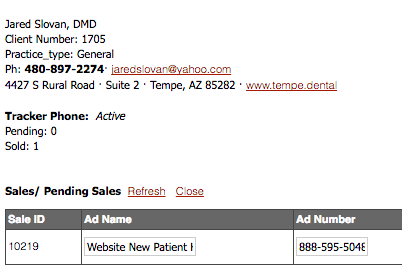 Jared Slovan, DMD
Client Number: 1705
Practice_type: General
Ph: 480-897-2274· jaredslovan@yahoo.com
4427 S Rural Road · Suite 2 · Tempe, AZ 85282 · www.tempe.dental
Tracker Phone: Active
Pending: 0
Sold: 1
Sales/ Pending Sales Refresh Close
Sale ID Ad Name Ad Number
10219 Website New Patient 888-595-5048